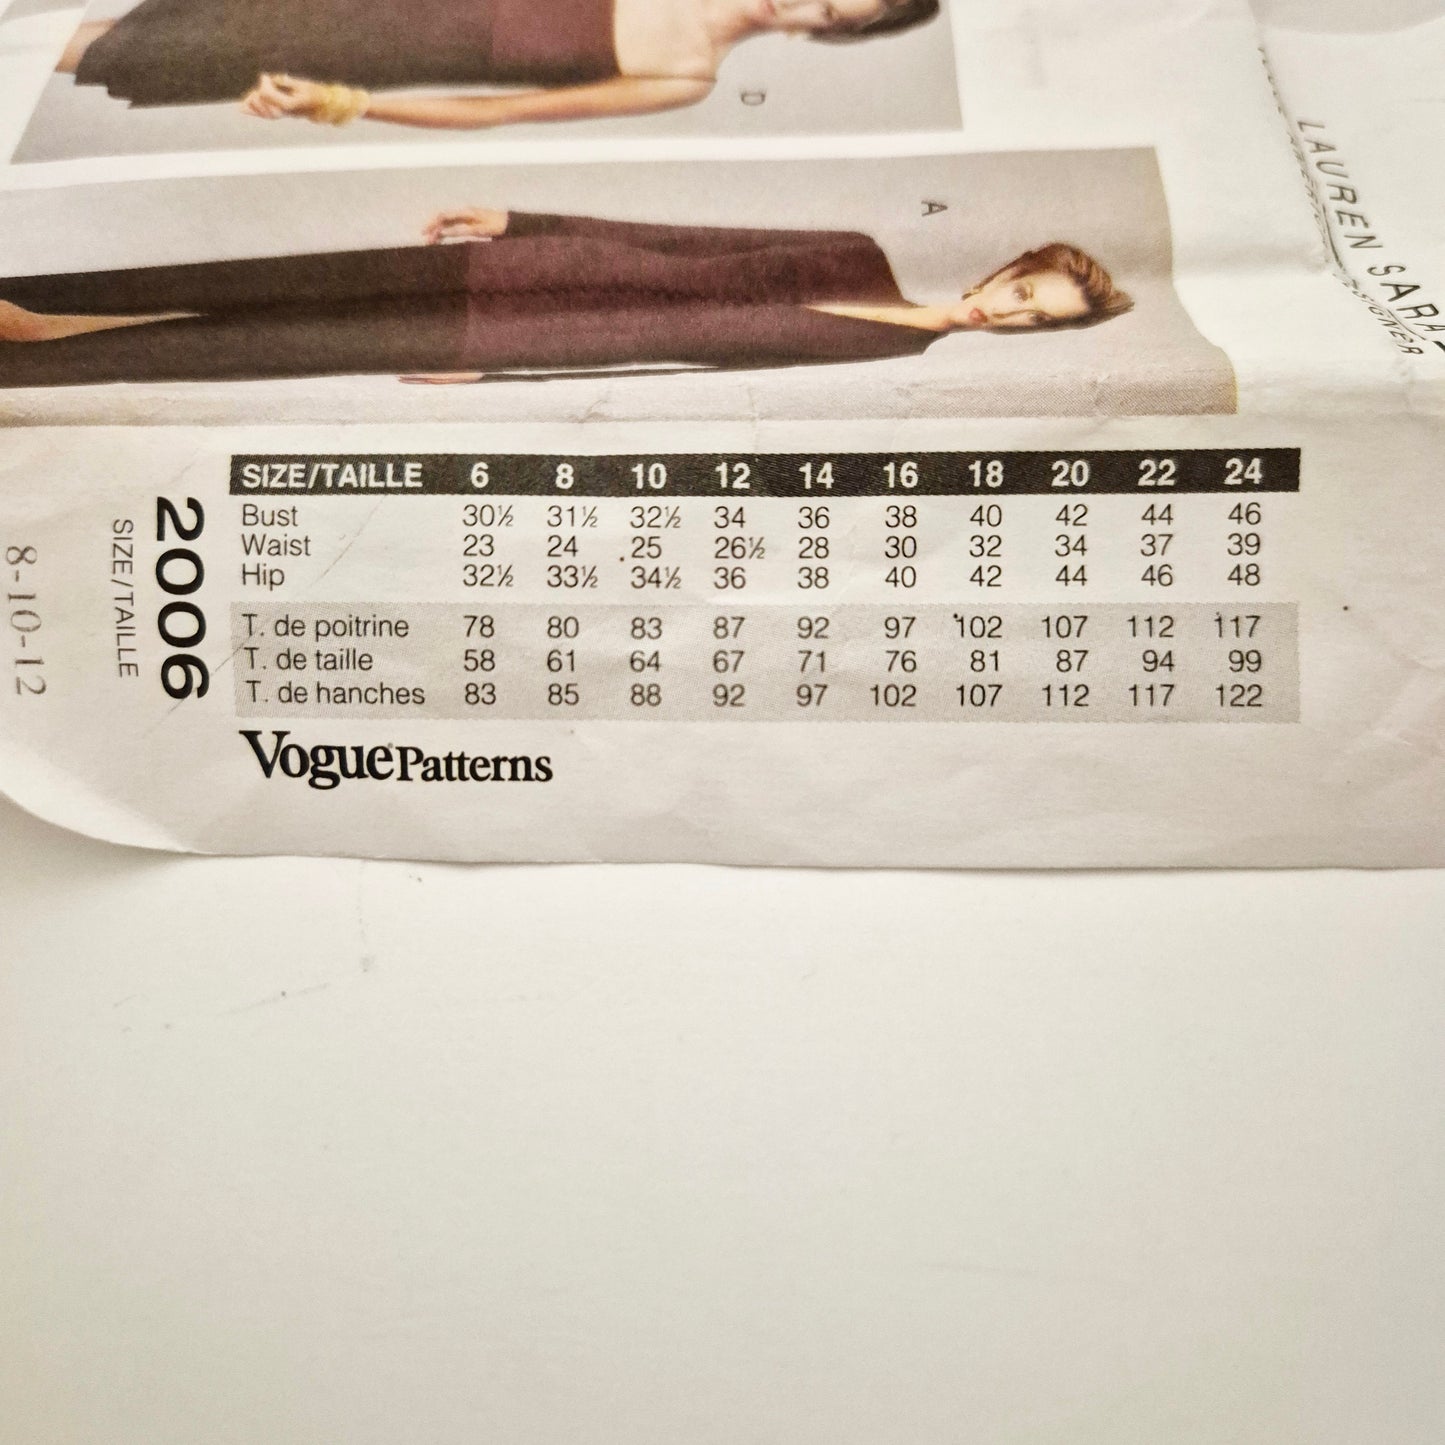 D
A
LAUREN SARA
SIZE/TAILLE 6 8 10 12 14 16 18 20 22 24
Bust 30½ 31½ 32½ 34 36 38 40 42 44 46
Waist 23 24 25 26½ 28 30 32 34 37 39
Hip 32½ 33½ 34½ 36 38 40 42 44 46 48
T. de poitrine 78 80 83 87 92 97 102 107 112 117
T. de taille 58 61 64 67 71 76 81 87 94 99
T. de hanches 83 85 88 92 97 102 107 112 117 122
Vogue Patterns
2006
SIZE/TAILLE
8-10-12